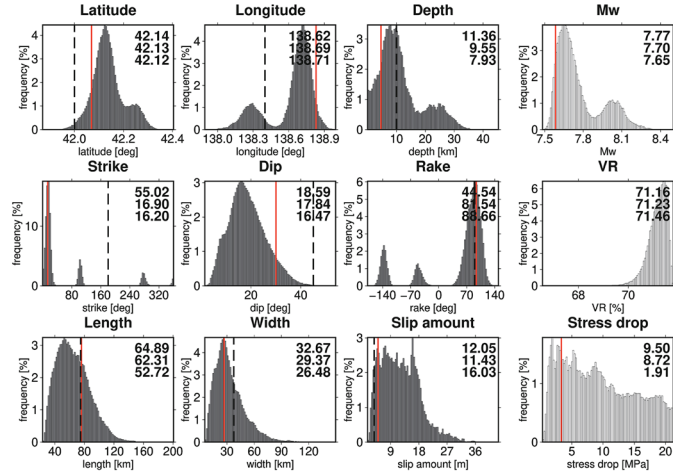 Latitude Longitude Depth Mw
frequency [%]
4
3
2
1
0
42.14
42.13
42.12
42.0 42.2 42.4
latitude [deg]
frequency [%]
4
3
2
1
0
138.62
138.69
138.71
138.0 138.3 138.6 138.9
longitude [deg]
frequency [%]
3
2
1
0
11.36
9.55
7.93
10 20 30 40
depth [km]
frequency [%]
3
2
1
0
7.77
7.70
7.65
7.5 7.8 8.1 8.4
Mw
Strike Dip Rake VR
frequency [%]
10
0
55.02
16.90
16.20
80 160 240 320
strike [deg]
frequency [%]
3
2
1
0
18.59
17.84
16.47
20 40
dip [deg]
frequency [%]
6
5
4
3
2
1
0
44.54
81.54
88.66
−140 −70 0 70 140
rake [deg]
frequency [%]
6
5
4
3
2
1
0
71.16
71.23
71.46
68 70
VR [%]
Length Width Slip amount Stress drop
frequency [%]
3
2
1
0
64.89
62.31
52.72
40 80 120 160 200
length [km]
frequency [%]
4
3
2
1
0
32.67
29.37
26.48
30 60 90 120
width [km]
frequency [%]
3
2
1
0
12.05
11.43
16.03
9 18 27 36
slip amount [m]
frequency [%]
1
0
9.50
8.72
1.91
5 10 15 20
stress drop [MPa]